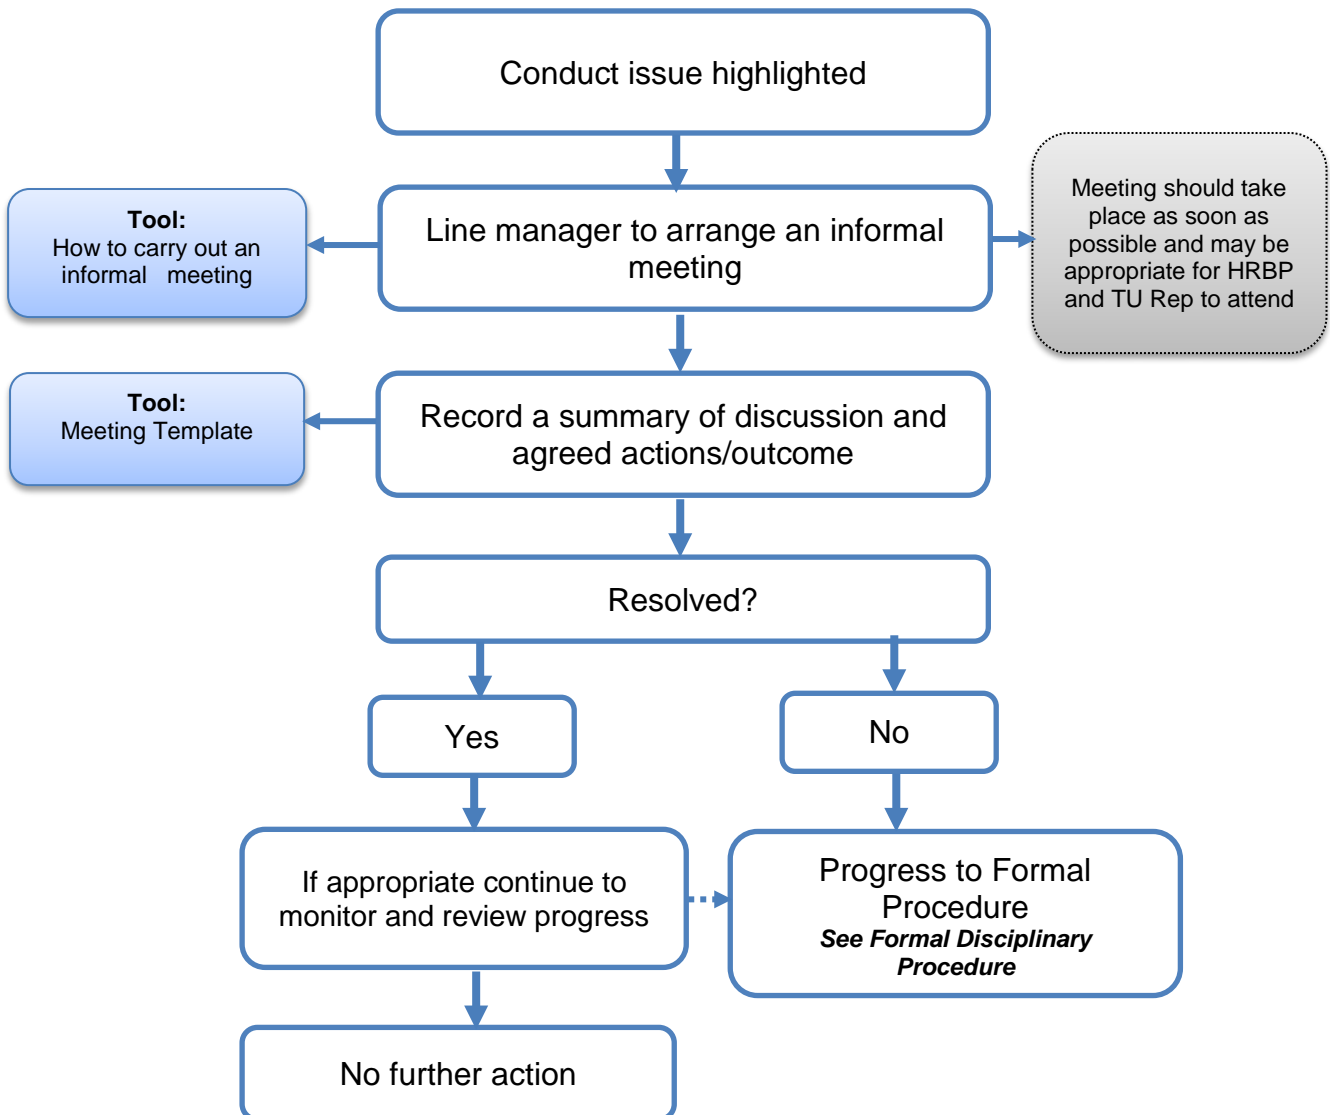 Conduct issue highlighted
Tool:
How to carry out an
informal meeting
Line manager to arrange an informal
meeting
Meeting should take
place as soon as
possible and may be
appropriate for HRBP
and TU Rep to attend
Tool:
Meeting Template
Record a summary of discussion and
agreed actions/outcome
Resolved?
Yes
No
If appropriate continue to
monitor and review progress
Progress to Formal
Procedure
See Formal Disciplinary
Procedure
No further action